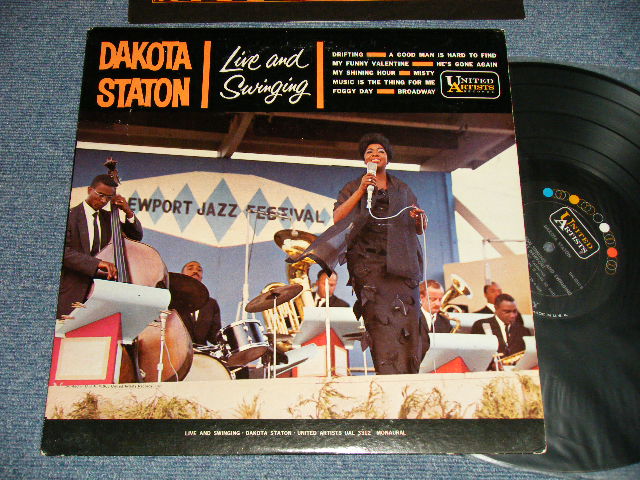 DAKOTA
STATON
Live and
Swinging
DRIFTING A GOOD MAN IS HARD TO FIND
MY FUNNY VALENTINE HE'S GONE AGAIN
MY SHINING HOUR MISTY
MUSIC IS THE THING FOR ME
FOGGY DAY BROADWAY
UNITED
ARTISTS
RECORDS
EWPORT JAZZ FESTIVAL
UNITED
ARTISTS
LIVE AND SWINGING · DAKOTA STATON · UNITED ARTISTS UAL 3312 MONAURAL